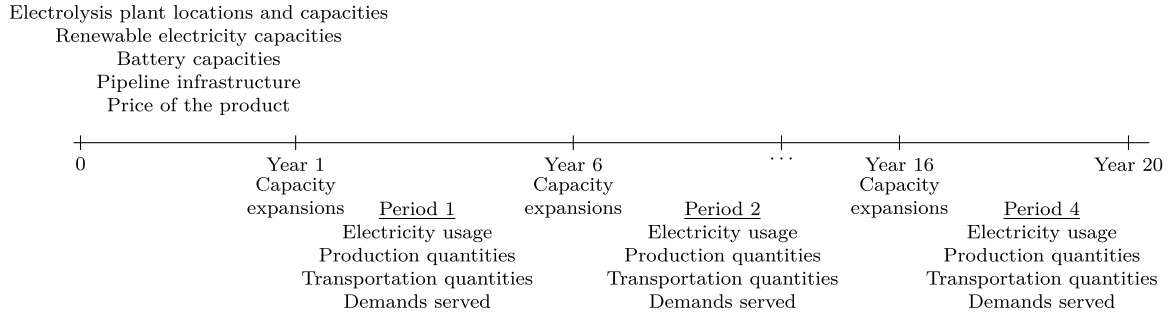 Electrolysis plant locations and capacities
Renewable electricity capacities
Battery capacities
Pipeline infrastructure
Price of the product
0 Year 1 Year 6 ... Year 16 Year 20
Capacity Capacity Capacity
expansions Period 1 expansions Period 2 expansions Period 4
Electricity usage Electricity usage Electricity usage
Production quantities Production quantities Production quantities
Transportation quantities Transportation quantities Transportation quantities
Demands served Demands served Demands served